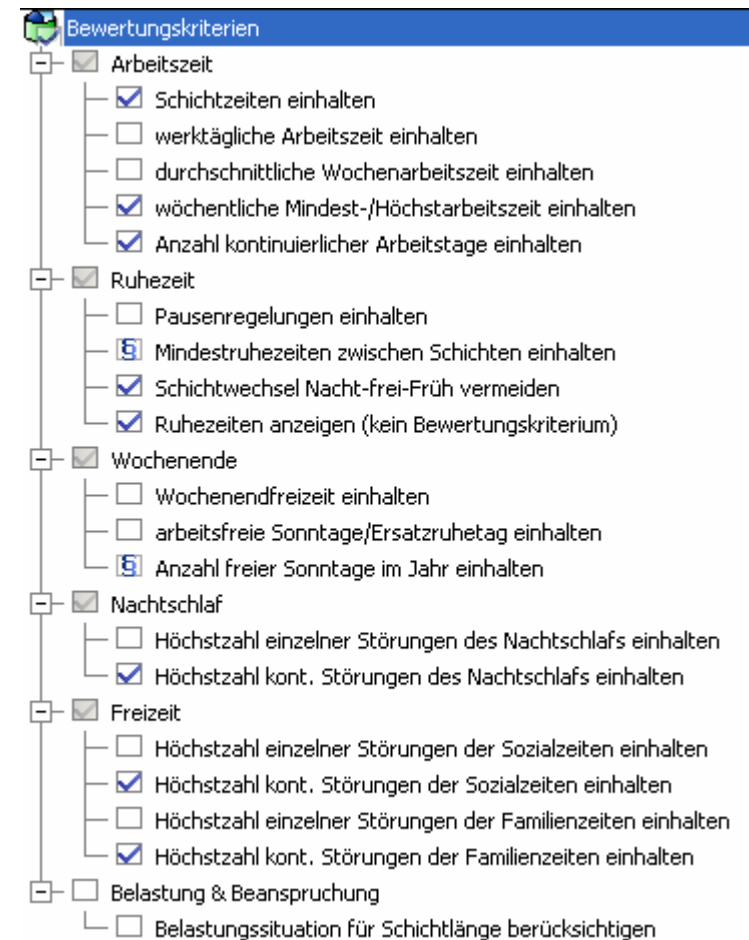 Bewertungskriterien
Arbeitszeit
Schichtzeiten einhalten
werktägliche Arbeitszeit einhalten
durchschnittliche Wochenarbeitszeit einhalten
wöchentliche Mindest-/Höchstarbeitszeit einhalten
Anzahl kontinuierlicher Arbeitstage einhalten
Ruhezeit
Pausenregelungen einhalten
§ Mindestruhezeiten zwischen Schichten einhalten
Schichtwechsel Nacht-frei-Früh vermeiden
Ruhezeiten anzeigen (kein Bewertungskriterium)
Wochenende
Wochenendfreizeit einhalten
arbeitsfreie Sonntage/Ersatzruhetag einhalten
§ Anzahl freier Sonntage im Jahr einhalten
Nachtschlaf
Höchstzahl einzelner Störungen des Nachtschlafs einhalten
Höchstzahl kont. Störungen des Nachtschlafs einhalten
Freizeit
Höchstzahl einzelner Störungen der Sozialzeiten einhalten
Höchstzahl kont. Störungen der Sozialzeiten einhalten
Höchstzahl einzelner Störungen der Familienzeiten einhalten
Höchstzahl kont. Störungen der Familienzeiten einhalten
Belastung & Beanspruchung
Belastungssituation für Schichtlänge berücksichtigen